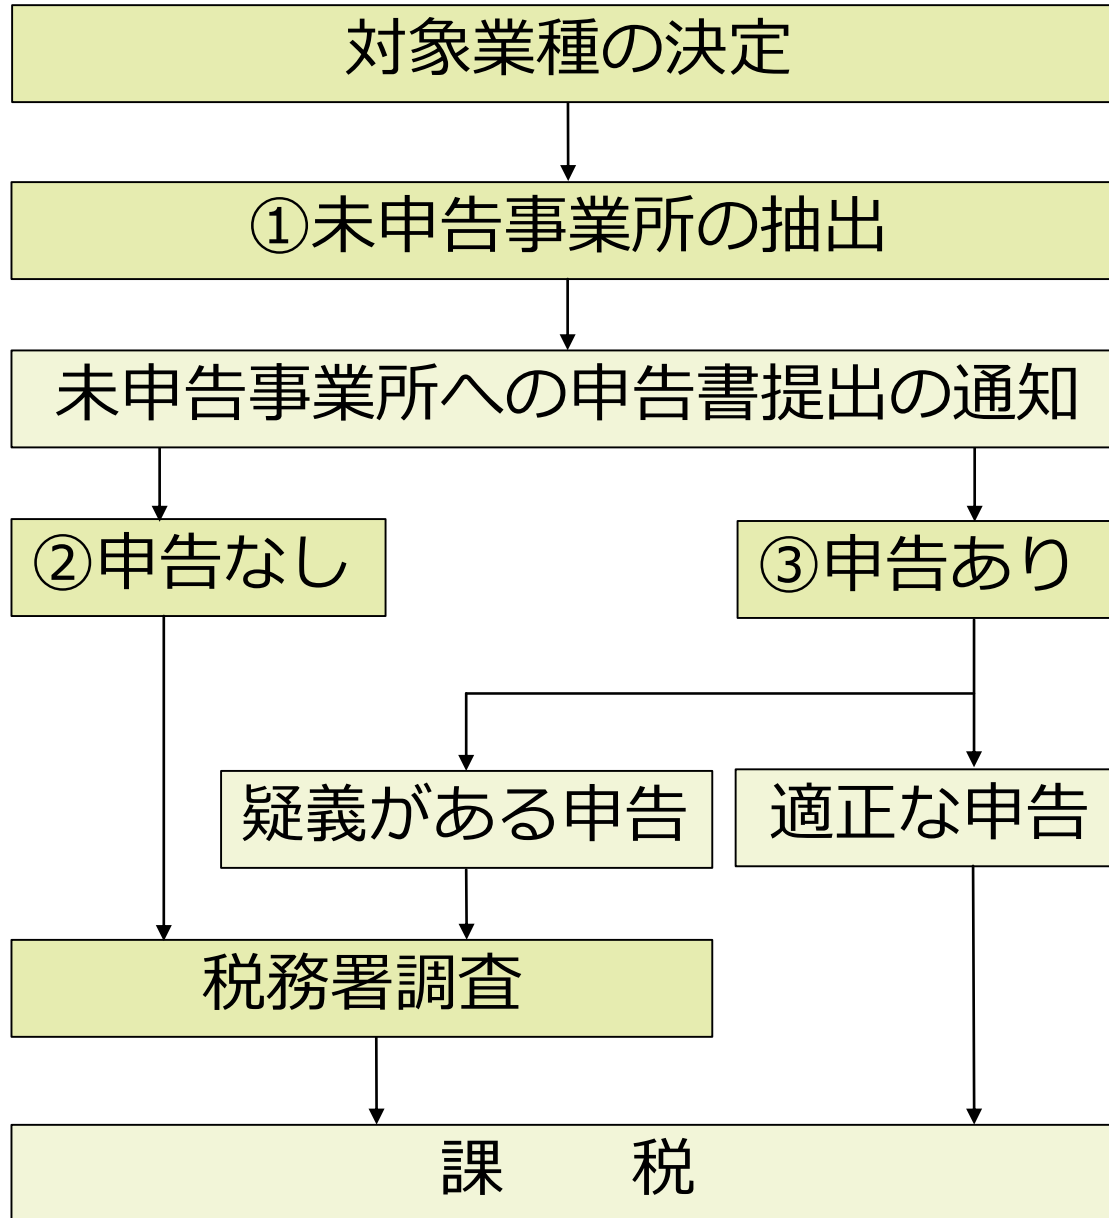 対象業種の決定
①未申告事業所の抽出
未申告事業所への申告書提出の通知
②申告なし
③申告あり
疑義がある申告
適正な申告
税務署調査
課　　税